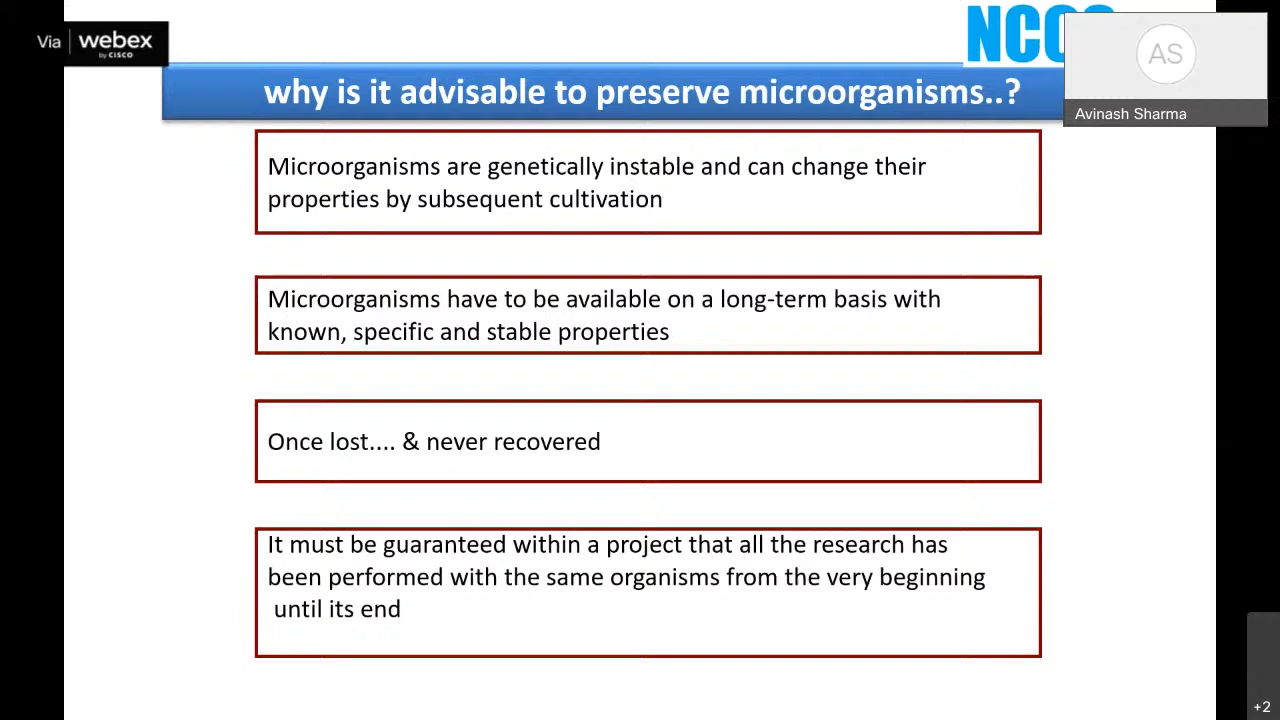 Via webex
by CISCO
AS
Avinash Sharma
why is it advisable to preserve microorganisms..?
Microorganisms are genetically instable and can change their
properties by subsequent cultivation
Microorganisms have to be available on a long-term basis with
known, specific and stable properties
Once lost.... & never recovered
It must be guaranteed within a project that all the research has
been performed with the same organisms from the very beginning
until its end
+2